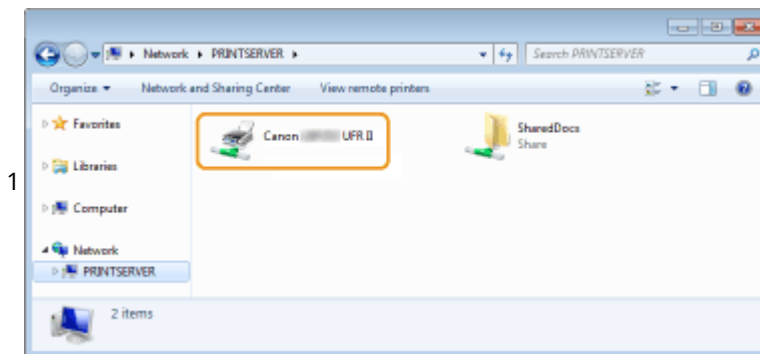 Network ▸ PRINTSERVER ▸ Search PRINTSERVER
Organize Network and Sharing Center View remote printers
Favorites
Canon UFR II
SharedDocs
Share
Libraries
1
Computer
Network
PRINTSERVER
2 items